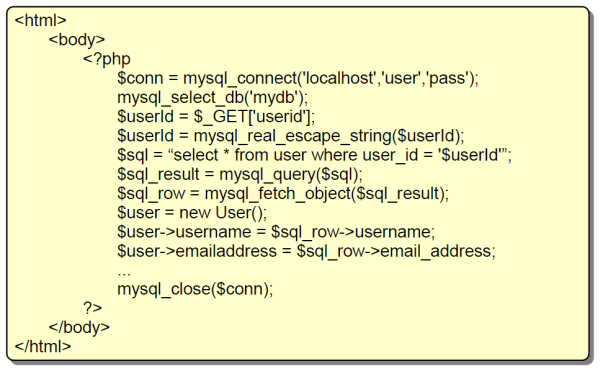 <html>
<body>
<?php
$conn = mysql_connect('localhost','user','pass');
mysql_select_db('mydb');
$userId = $_GET['userid'];
$userId = mysql_real_escape_string($userId);
$sql = “select * from user where user_id = '$userId'”;
$sql_result = mysql_query($sql);
$sql_row = mysql_fetch_object($sql_result);
$user = new User();
$user->username = $sql_row->username;
$user->emailaddress = $sql_row->email_address;
...
mysql_close($conn);
?>
</body>
</html>